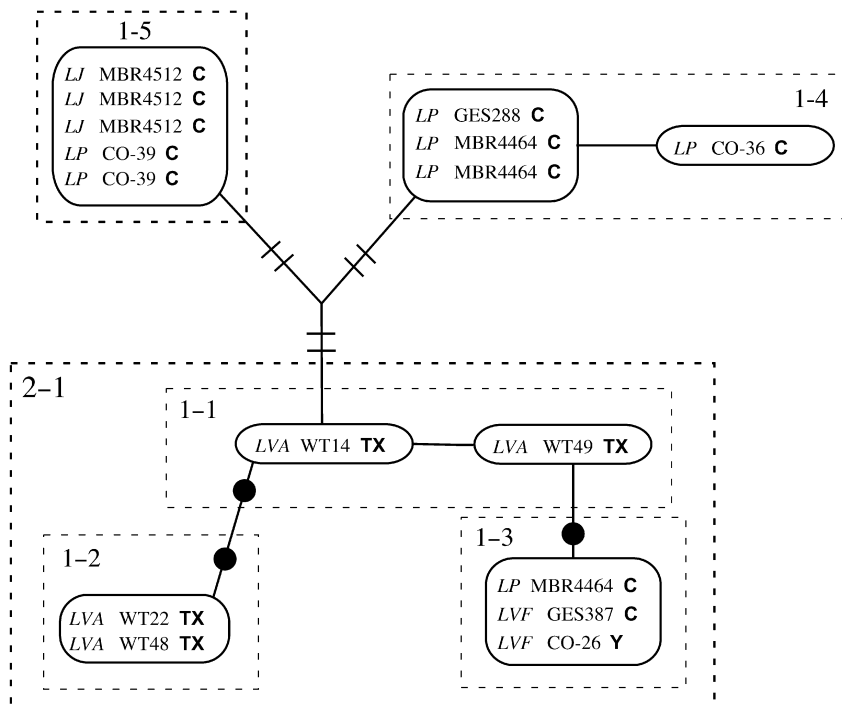 1-5
LJ MBR4512 C
LJ MBR4512 C
LJ MBR4512 C
LP CO-39 C
LP CO-39 C
1-4
LP GES288 C
LP MBR4464 C
LP MBR4464 C
LP CO-36 C
2–1
1–1
LVA WT14 TX
LVA WT49 TX
1–2
LVA WT22 TX
LVA WT48 TX
1–3
LP MBR4464 C
LVF GES387 C
LVF CO-26 Y